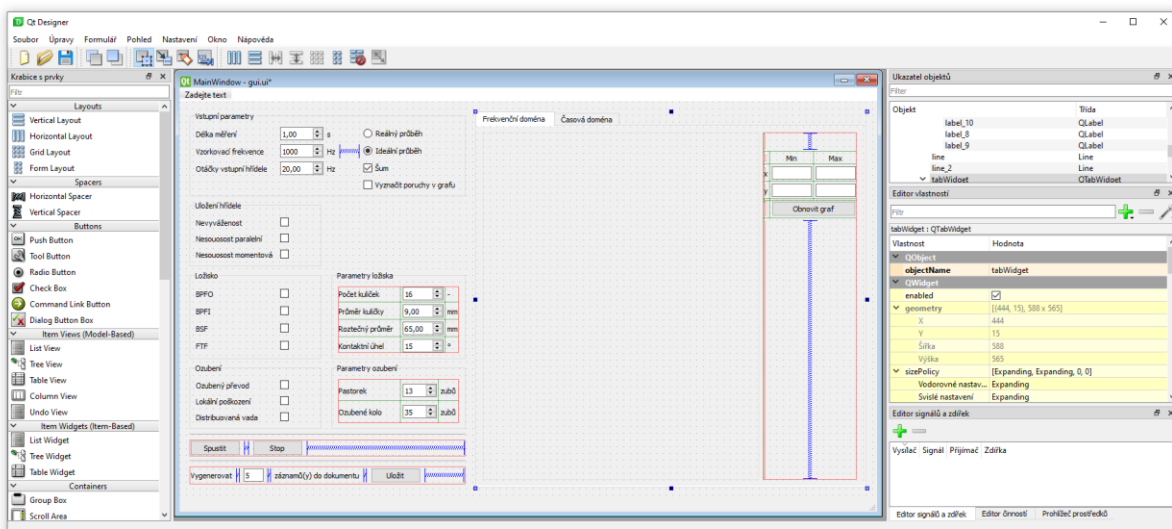 Qt Designer
Soubor Úpravy Formulář Pohled Nastavení Okno Nápověda
Krabice s prvky
Filtr
Layouts
Vertical Layout
Horizontal Layout
Grid Layout
Form Layout
Spacers
Horizontal Spacer
Vertical Spacer
Buttons
Push Button
Tool Button
Radio Button
Check Box
Command Link Button
Dialog Button Box
Item Views (Model-Based)
List View
Tree View
Table View
Column View
Undo View
Item Widgets (Item-Based)
List Widget
Tree Widget
Table Widget
Containers
Group Box
Scroll Area
MainWindow - gui.ui*
Zadejte text
Vstupní parametry
Délka měření 1,00 s Reálný průběh
Vzorkovací frekvence 1000 Hz Ideální průběh
Otáčky vstupní hřídele 20,00 Hz Šum
Vyznačit poruchy v grafu
Uložení hřídele
Nevyváženost
Nesouosost paralelní
Nesouosost momentová
Ložisko
BPFO
BPFI
BSF
FTF
Parametry ložiska
Počet kuliček 16 -
Průměr kuličky 9,00 mm
Roztečný průměr 65,00 mm
Kontaktní úhel 15 °
Ozubení
Ozubený převod
Lokální poškození
Distribuovaná vada
Parametry ozubení
Pastorek 13 zubů
Ozubené kolo 35 zubů
Spustit Stop
Vygenerovat 5 záznamů(y) do dokumentu Uložit
Frekvenční doména Časová doména
Min Max
x
y
Obnovit graf
Ukazatel objektů
Filter
Objekt Třída
label_10 QLabel
label_8 QLabel
label_9 QLabel
line Line
line_2 Line
tabWidget QTabWidget
Editor vlastností
Filtr
tabWidget : QTabWidget
Vlastnost Hodnota
QObject
objectName tabWidget
QWidget
enabled
geometry [(444, 15), 588 x 565]
X 444
Y 15
Šířka 588
Výška 565
sizePolicy [Expanding, Expanding, 0, 0]
Vodorovné nastav... Expanding
Svislé nastavení Expanding
Editor signálů a zdířek
Vysílač Signál Přijímač Zdířka
Editor signálů a zdířek Editor činností Prohlížeč prostředků